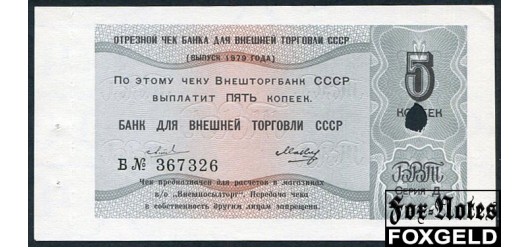 ОТРЕЗНОЙ ЧЕК БАНКА ДЛЯ ВНЕШНЕЙ ТОРГОВЛИ СССР
(ВЫПУСК 1979 ГОДА)
ПО ЭТОМУ ЧЕКУ ВНЕШТОРГБАНК СССР
ВЫПЛАТИТ ПЯТЬ КОПЕЕК.
БАНК ДЛЯ ВНЕШНЕЙ ТОРГОВЛИ СССР
В № 367326
Чек предназначен для расчетов в магазинах
в/о „Внешпосылторг". Передача чека
в собственность другим лицам запрещена.
5
КОПЕЕК
БВТ
Серия Д
Fox-Notes
FOXGELD